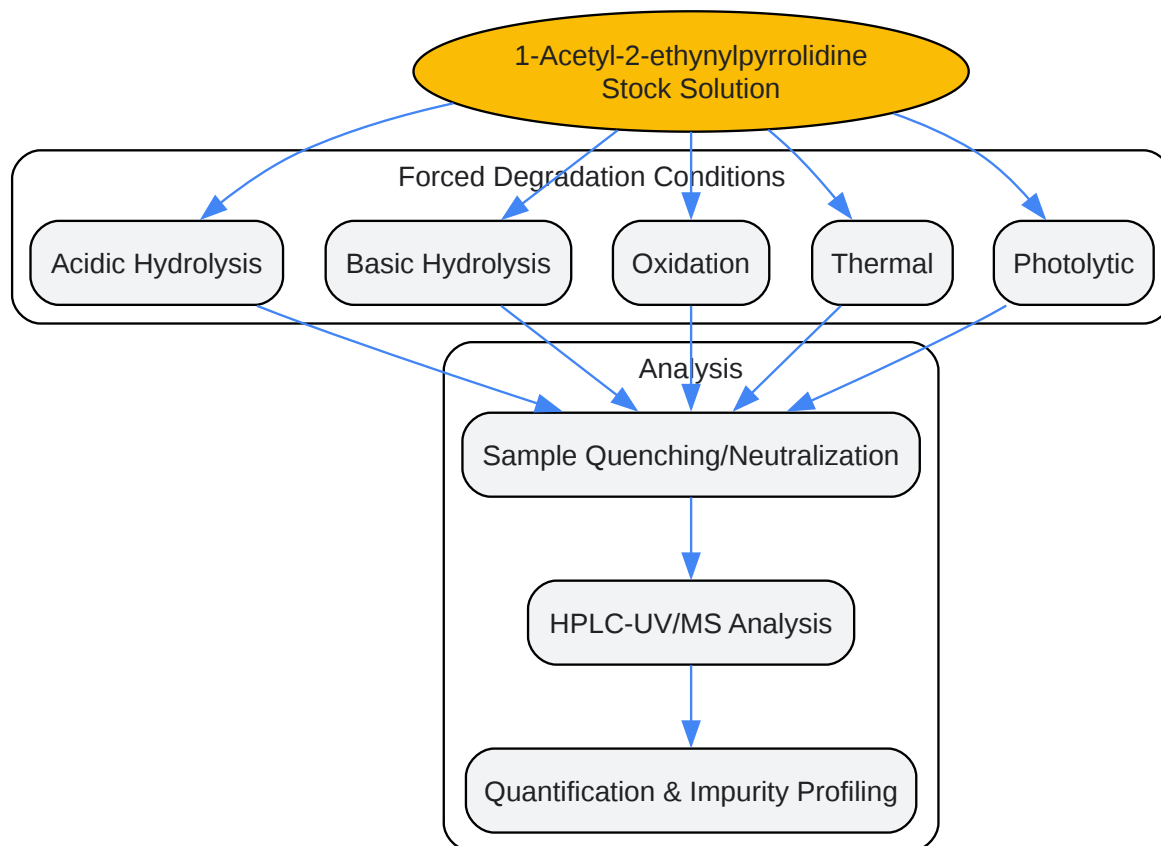 1-Acetyl-2-ethynylpyrrolidine
Stock Solution
Forced Degradation Conditions
Acidic Hydrolysis
Basic Hydrolysis
Oxidation
Thermal
Photolytic
Analysis
Sample Quenching/Neutralization
HPLC-UV/MS Analysis
Quantification & Impurity Profiling